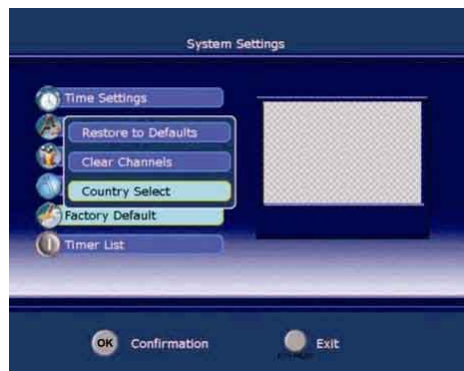 System Settings
Time Settings
Restore to Defaults
Clear Channels
Country Select
Factory Default
Timer List
OK Confirmation Exit